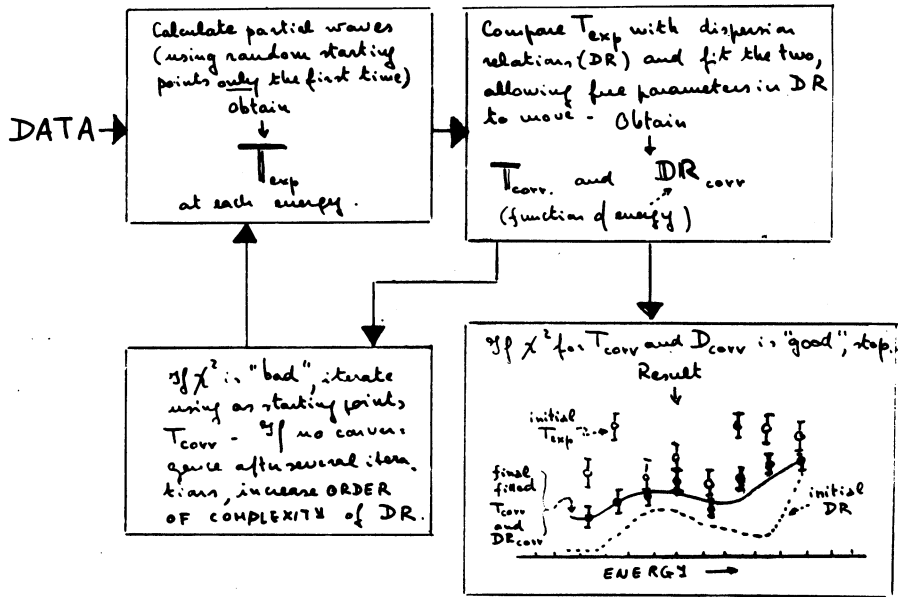 DATA
Calculate partial waves
(using random starting
points only the first time)
Obtain
T exp
at each energy.
Compare T exp with dispersion
relations (DR) and fit the two,
allowing free parameters in DR
to move - Obtain
T corr. and DR corr
(function of energy)
If χ² is "bad", iterate
using as starting points
T corr - If no conver-
gence after several itera-
tions, increase ORDER
OF COMPLEXITY of DR.
If χ² for T corr and D corr is "good", stop.
Result
initial
T exp
final
filled
T corr
and
DR corr
initial
DR
ENERGY